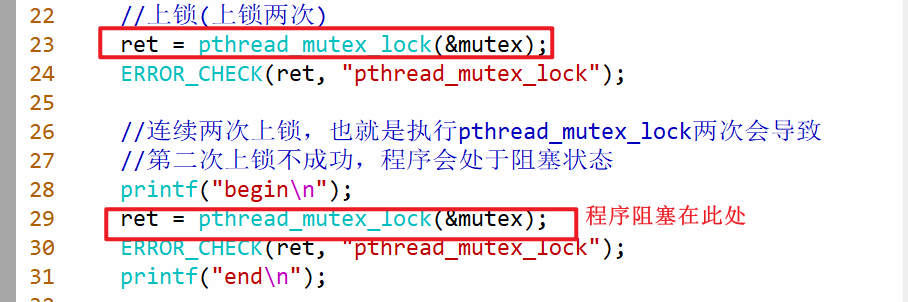 22 //上锁(上锁两次)
23 ret = pthread_mutex_lock(&mutex);
24 ERROR_CHECK(ret, "pthread_mutex_lock");
25
26 //连续两次上锁，也就是执行pthread_mutex_lock两次会导致
27 //第二次上锁不成功，程序会处于阻塞状态
28 printf("begin\n");
29 ret = pthread_mutex_lock(&mutex); 程序阻塞在此处
30 ERROR_CHECK(ret, "pthread_mutex_lock");
31 printf("end\n");